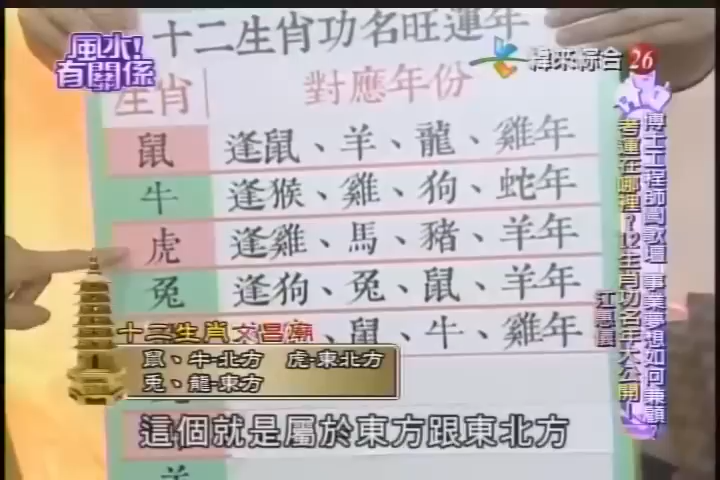 風水!
有關係
十二生肖功名旺運年
緯來綜合 26
生肖 對應年份
鼠 逢鼠、羊、龍、雞年
牛 逢猴、雞、狗、蛇年
虎 逢雞、馬、豬、羊年
兔 逢狗、兔、鼠、羊年
、鼠、牛、雞年
羊
博士工程師闖歌壇 事業夢想如何兼顧
考運在哪裡?12生肖功名年大公開!
江惠儀
十二生肖文昌廟
鼠、牛-北方 虎-東北方
兔、龍-東方
這個就是屬於東方跟東北方